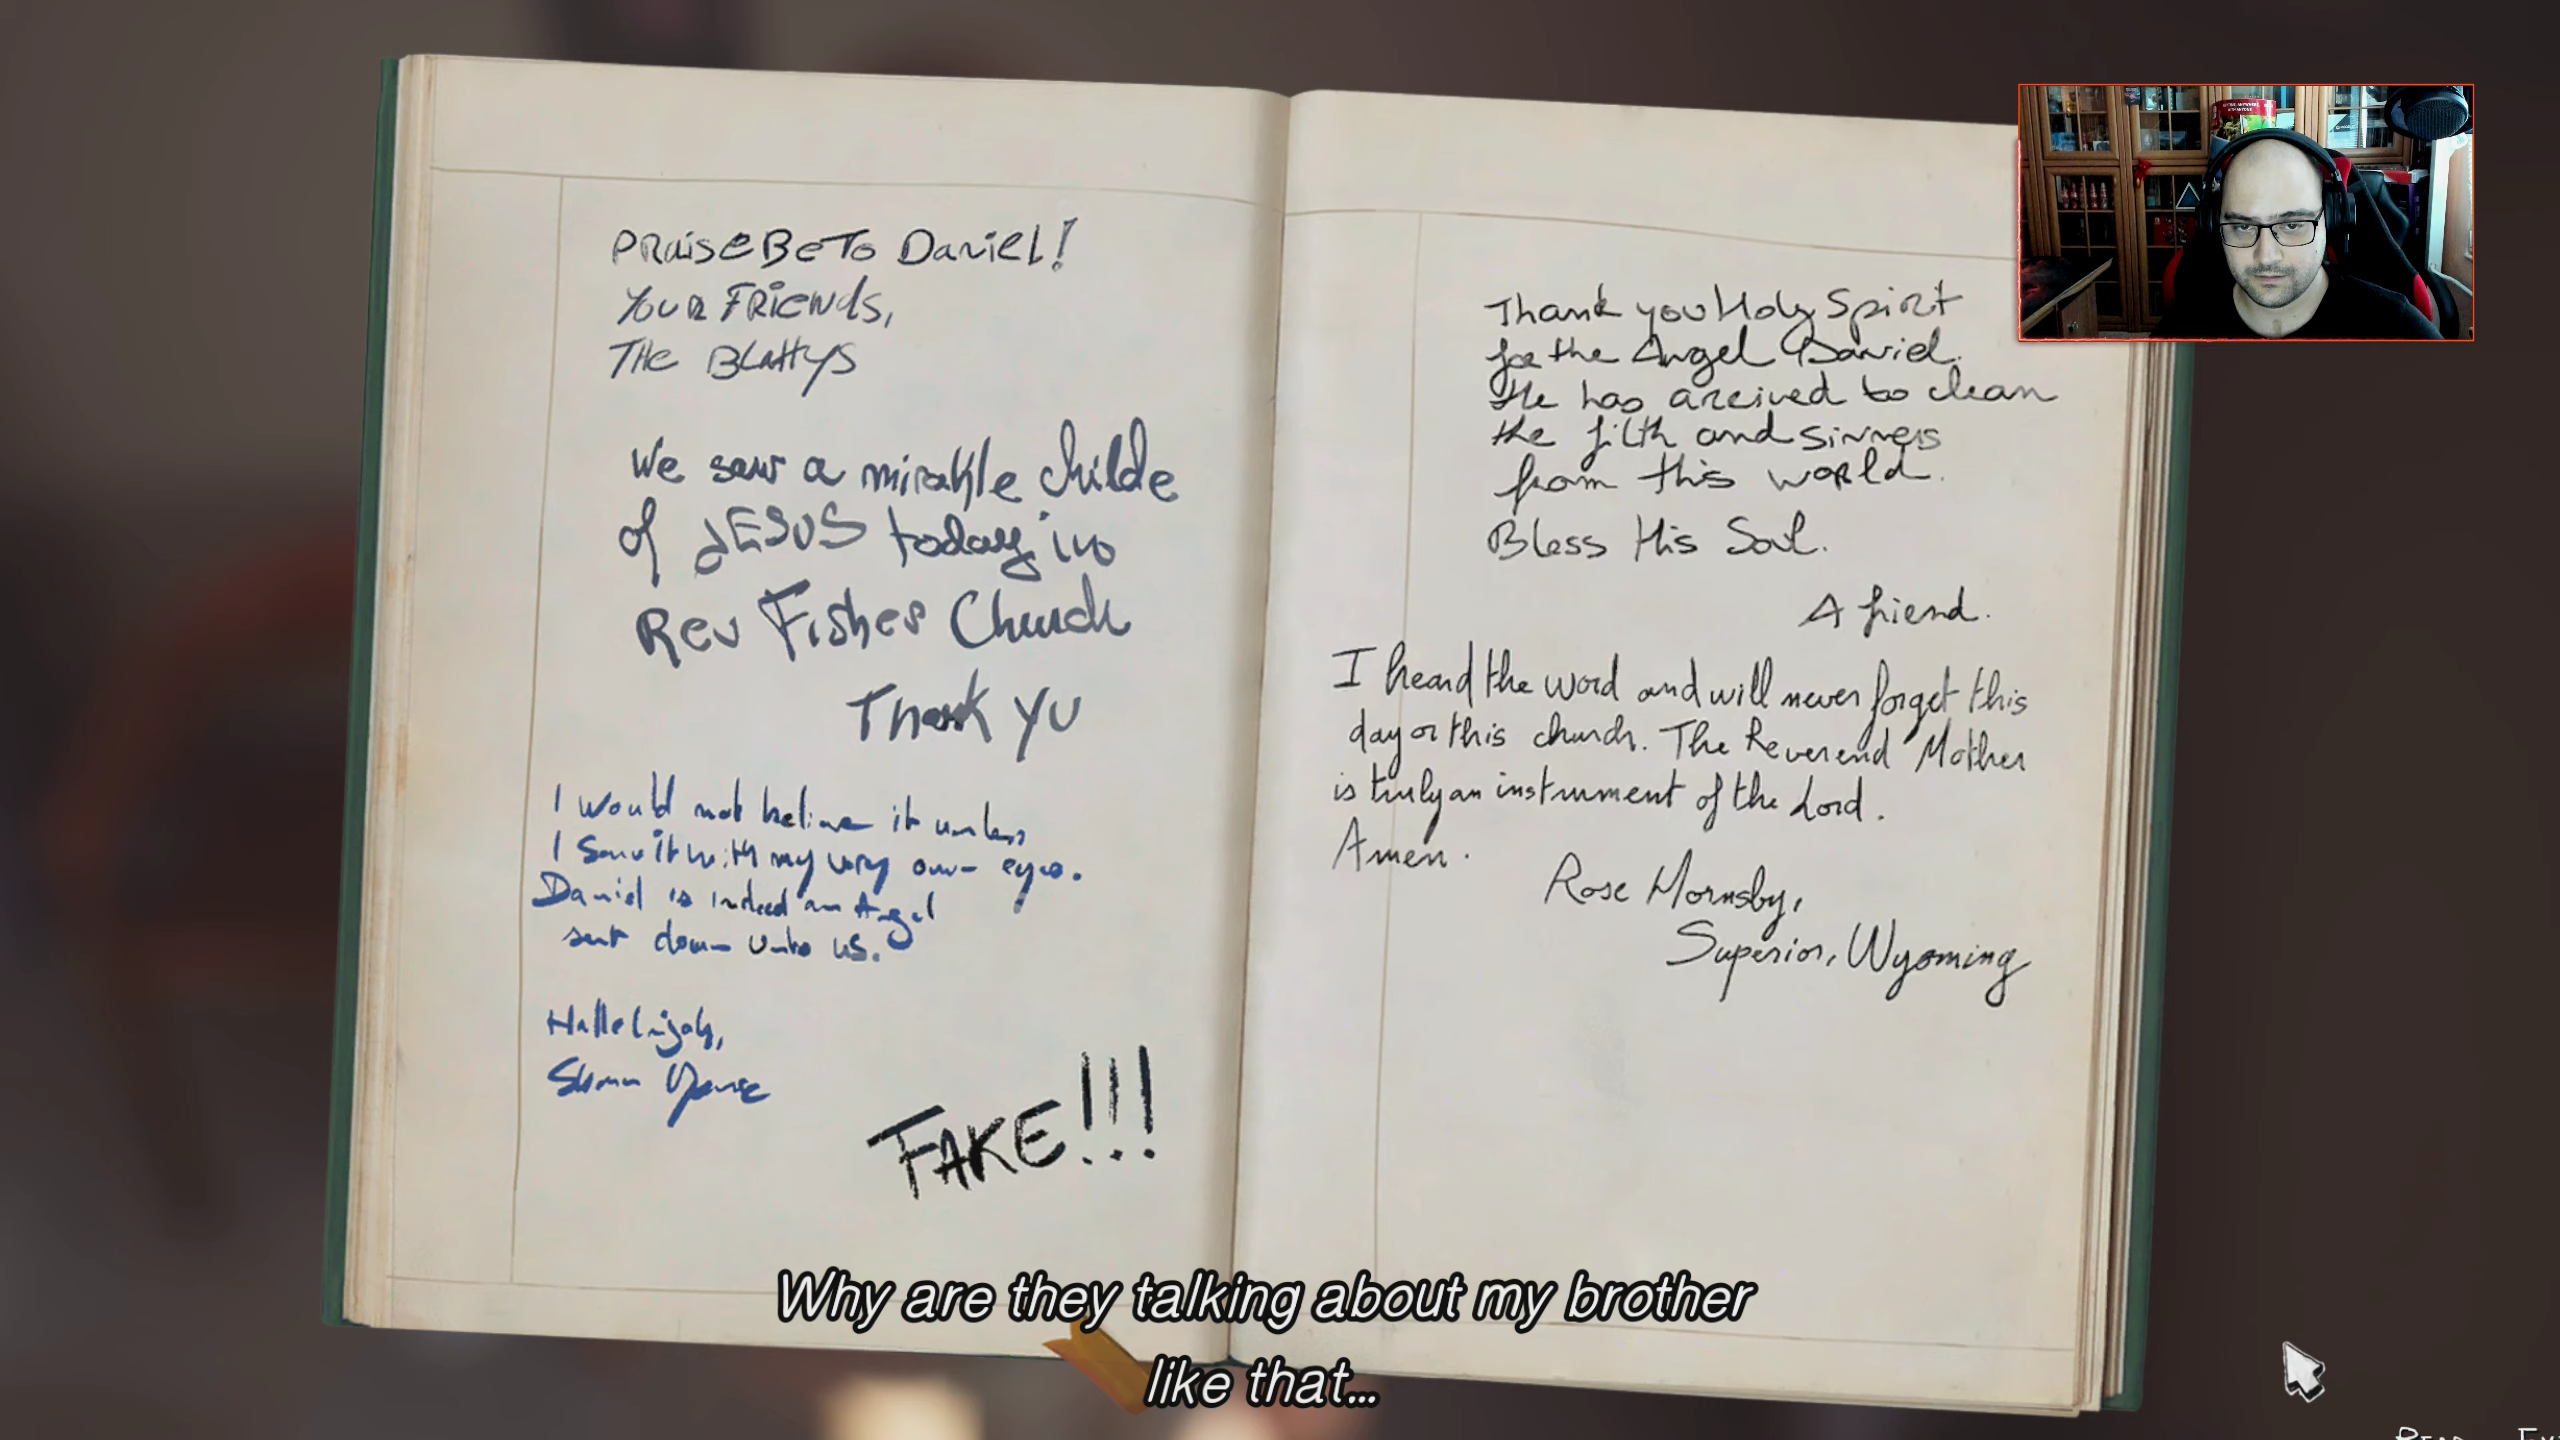 PRaise Be To Daniel!
YOUR FRiends,
THe BLattys
We saw a mirakle childe
of JESUS today in
Rev Fisher Church
Thank YU
I would not believe it unless
I saw it with my very own eyes.
Daniel is indeed an Angel
sent down unto us.
Hallelujah,
FAKE!!!
Thank you Holy Spirit
for the Angel Daniel.
He has arrived to clean
the filth and sinners
from this world.
Bless His Soul.
A friend.
I heard the word and will never forget this
day or this church. The Reverend Mother
is truly an instrument of the Lord.
Amen.
Rose Hornsby,
Superior, Wyoming
Why are they talking about my brother
like that...